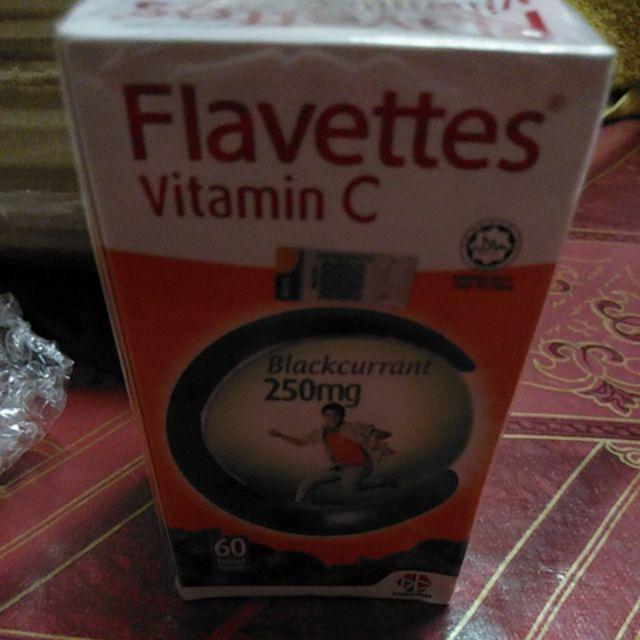 Flavettes®
Vitamin C
Blackcurrant
250mg
60